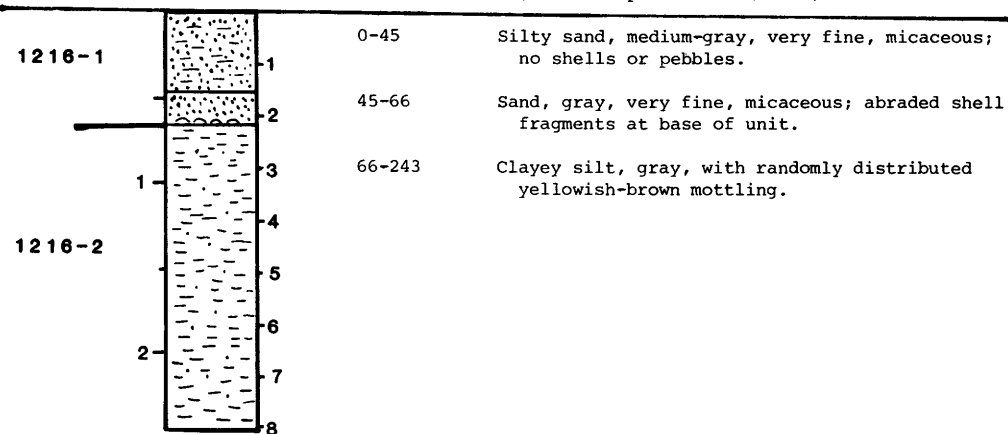 1216-1
1
2
0-45 Silty sand, medium-gray, very fine, micaceous;
no shells or pebbles.
45-66 Sand, gray, very fine, micaceous; abraded shell
fragments at base of unit.
66-243 Clayey silt, gray, with randomly distributed
yellowish-brown mottling.
1216-2
1
2
3
4
5
6
7
8